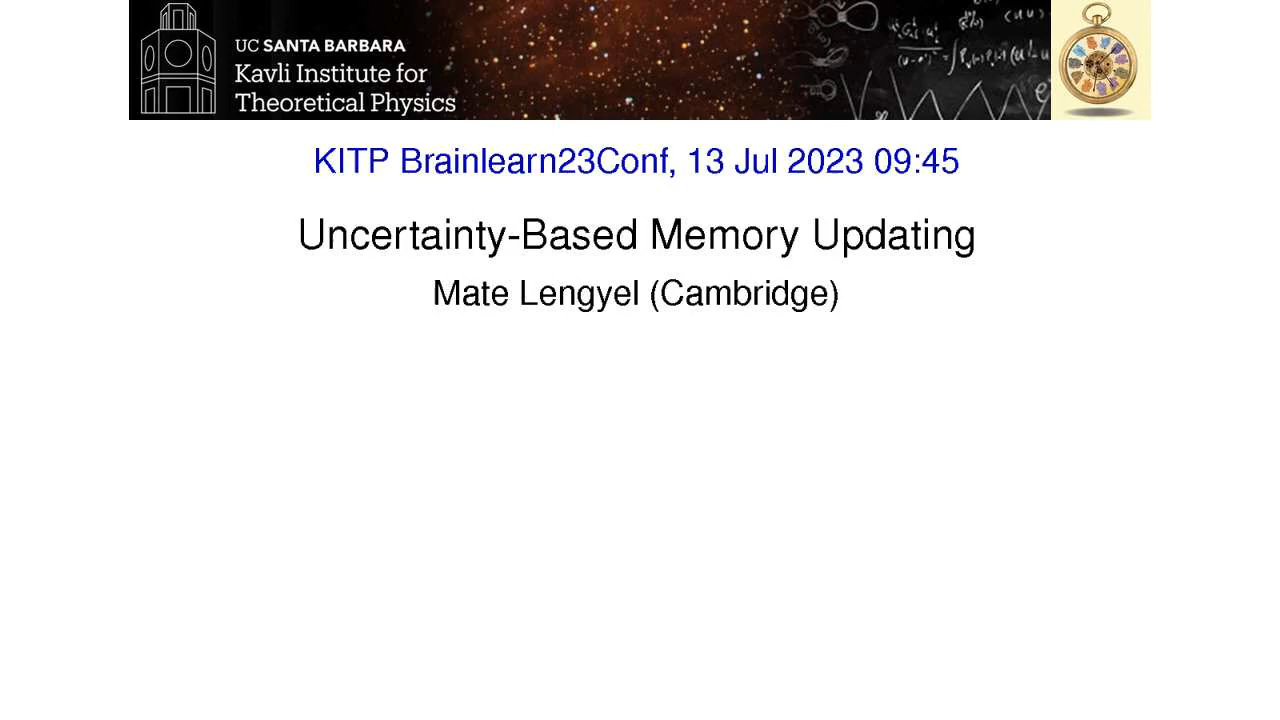 UC SANTA BARBARA
Kavli Institute for
Theoretical Physics
KITP Brainlearn23Conf, 13 Jul 2023 09:45
Uncertainty-Based Memory Updating
Mate Lengyel (Cambridge)